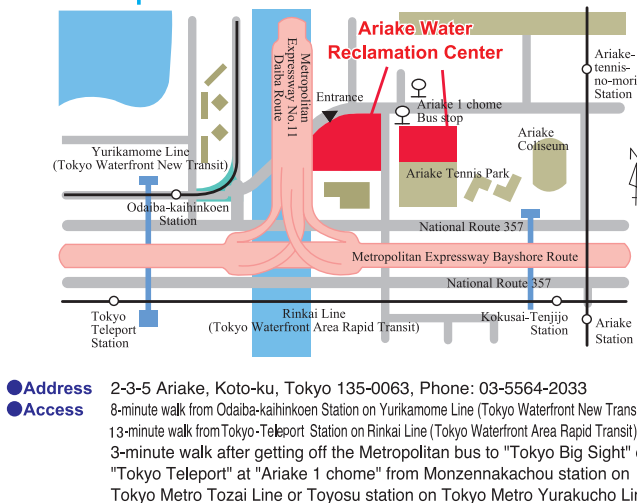 Ariake Water
Reclamation Center
Metropolitan
Expressway No.11
Daiba Route
Entrance
Ariake 1 chome
Bus stop
Ariake-
tennis-
no-mori
Station
Ariake
Coliseum
Yurikamome Line
(Tokyo Waterfront New Transit)
Ariake Tennis Park
N
Odaiba-kaihinkoen
Station
National Route 357
Metropolitan Expressway Bayshore Route
National Route 357
Tokyo
Teleport
Station
Rinkai Line
(Tokyo Waterfront Area Rapid Transit)
Kokusai-Tenjijo
Station
Ariake
Station
●Address 2-3-5 Ariake, Koto-ku, Tokyo 135-0063, Phone: 03-5564-2033
●Access 8-minute walk from Odaiba-kaihinkoen Station on Yurikamome Line (Tokyo Waterfront New Trans
13-minute walk from Tokyo-Teleport Station on Rinkai Line (Tokyo Waterfront Area Rapid Transit)
3-minute walk after getting off the Metropolitan bus to "Tokyo Big Sight"
"Tokyo Teleport" at "Ariake 1 chome" from Monzennakachou station on
Tokyo Metro Tozai Line or Toyosu station on Tokyo Metro Yurakucho Li